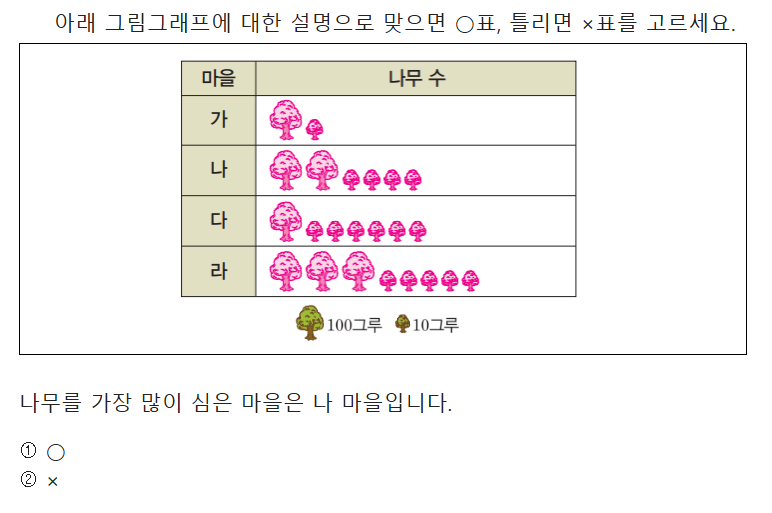 아래 그림그래프에 대한 설명으로 맞으면 ○표, 틀리면 ×표를 고르세요.
마을 나무 수
가
나
다
라
100그루 10그루
나무를 가장 많이 심은 마을은 나 마을입니다.
① ○
② ×